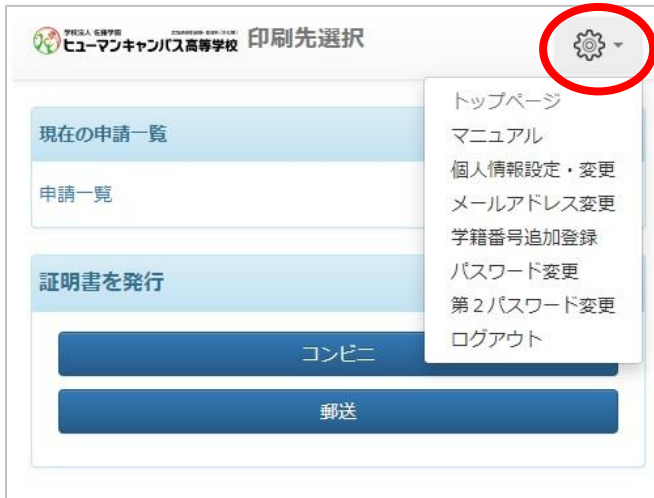 学校法人 佐藤学園
ヒューマンキャンパス高等学校 印刷先選択
トップページ
マニュアル
個人情報設定・変更
メールアドレス変更
学籍番号追加登録
パスワード変更
第2パスワード変更
ログアウト
現在の申請一覧
申請一覧
証明書を発行
コンビニ
郵送